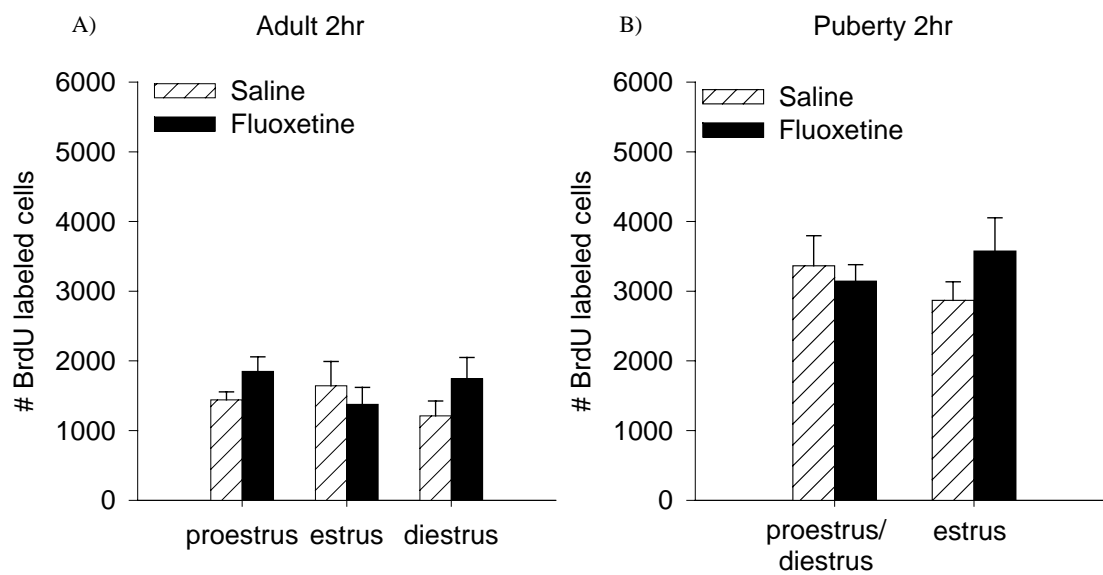 A) Adult 2hr
# BrdU labeled cells
6000
5000
4000
3000
2000
1000
0
Saline
Fluoxetine
proestrus estrus diestrus
B) Puberty 2hr
# BrdU labeled cells
6000
5000
4000
3000
2000
1000
0
Saline
Fluoxetine
proestrus/
diestrus
estrus